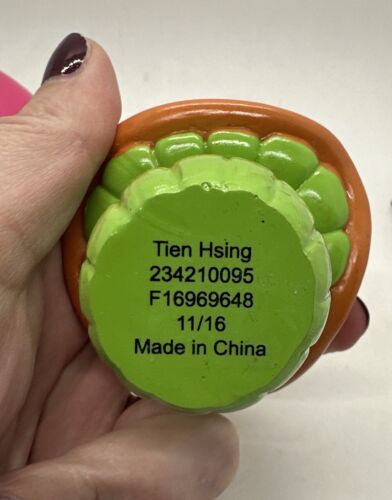 Tien Hsing
234210095
F16969648
11/16
Made in China